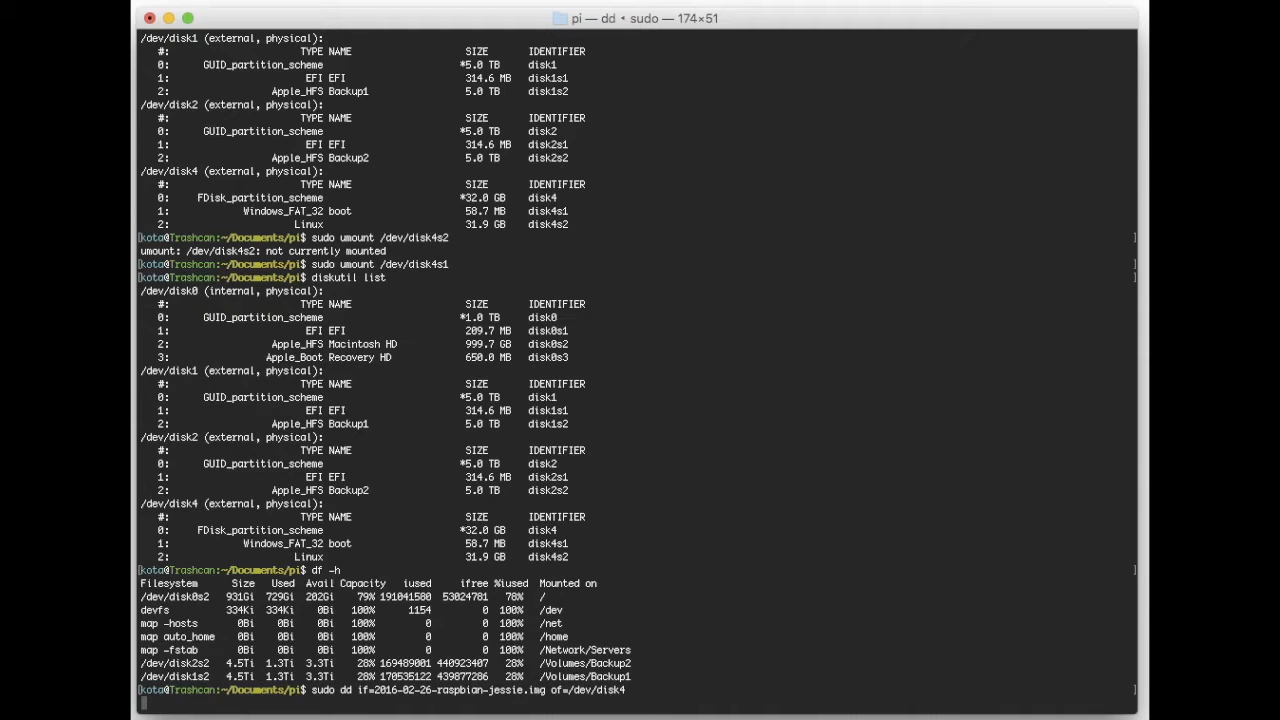 pi — dd • sudo — 174×51
/dev/disk1 (external, physical):
#: TYPE NAME SIZE IDENTIFIER
0: GUID_partition_scheme *5.0 TB disk1
1: EFI EFI 314.6 MB disk1s1
2: Apple_HFS Backup1 5.0 TB disk1s2
/dev/disk2 (external, physical):
#: TYPE NAME SIZE IDENTIFIER
0: GUID_partition_scheme *5.0 TB disk2
1: EFI EFI 314.6 MB disk2s1
2: Apple_HFS Backup2 5.0 TB disk2s2
/dev/disk4 (external, physical):
#: TYPE NAME SIZE IDENTIFIER
0: FDisk_partition_scheme *32.0 GB disk4
1: Windows_FAT_32 boot 58.7 MB disk4s1
2: Linux 31.9 GB disk4s2
[kota@Trashcan:~/Documents/pi$ sudo umount /dev/disk4s2 ]
umount: /dev/disk4s2: not currently mounted
[kota@Trashcan:~/Documents/pi$ sudo umount /dev/disk4s1 ]
[kota@Trashcan:~/Documents/pi$ diskutil list ]
/dev/disk0 (internal, physical):
#: TYPE NAME SIZE IDENTIFIER
0: GUID_partition_scheme *1.0 TB disk0
1: EFI EFI 209.7 MB disk0s1
2: Apple_HFS Macintosh HD 999.7 GB disk0s2
3: Apple_Boot Recovery HD 650.0 MB disk0s3
/dev/disk1 (external, physical):
#: TYPE NAME SIZE IDENTIFIER
0: GUID_partition_scheme *5.0 TB disk1
1: EFI EFI 314.6 MB disk1s1
2: Apple_HFS Backup1 5.0 TB disk1s2
/dev/disk2 (external, physical):
#: TYPE NAME SIZE IDENTIFIER
0: GUID_partition_scheme *5.0 TB disk2
1: EFI EFI 314.6 MB disk2s1
2: Apple_HFS Backup2 5.0 TB disk2s2
/dev/disk4 (external, physical):
#: TYPE NAME SIZE IDENTIFIER
0: FDisk_partition_scheme *32.0 GB disk4
1: Windows_FAT_32 boot 58.7 MB disk4s1
2: Linux 31.9 GB disk4s2
[kota@Trashcan:~/Documents/pi$ df -h ]
Filesystem Size Used Avail Capacity iused ifree %iused Mounted on
/dev/disk0s2 931Gi 729Gi 202Gi 79% 191041580 53024781 78% /
devfs 334Ki 334Ki 0Bi 100% 1154 0 100% /dev
map -hosts 0Bi 0Bi 0Bi 100% 0 0 100% /net
map auto_home 0Bi 0Bi 0Bi 100% 0 0 100% /home
map -fstab 0Bi 0Bi 0Bi 100% 0 0 100% /Network/Servers
/dev/disk2s2 4.5Ti 1.3Ti 3.3Ti 28% 169489001 440923407 28% /Volumes/Backup2
/dev/disk1s2 4.5Ti 1.3Ti 3.3Ti 28% 170535122 439877286 28% /Volumes/Backup1
[kota@Trashcan:~/Documents/pi$ sudo dd if=2016-02-26-raspbian-jessie.img of=/dev/disk4 ]